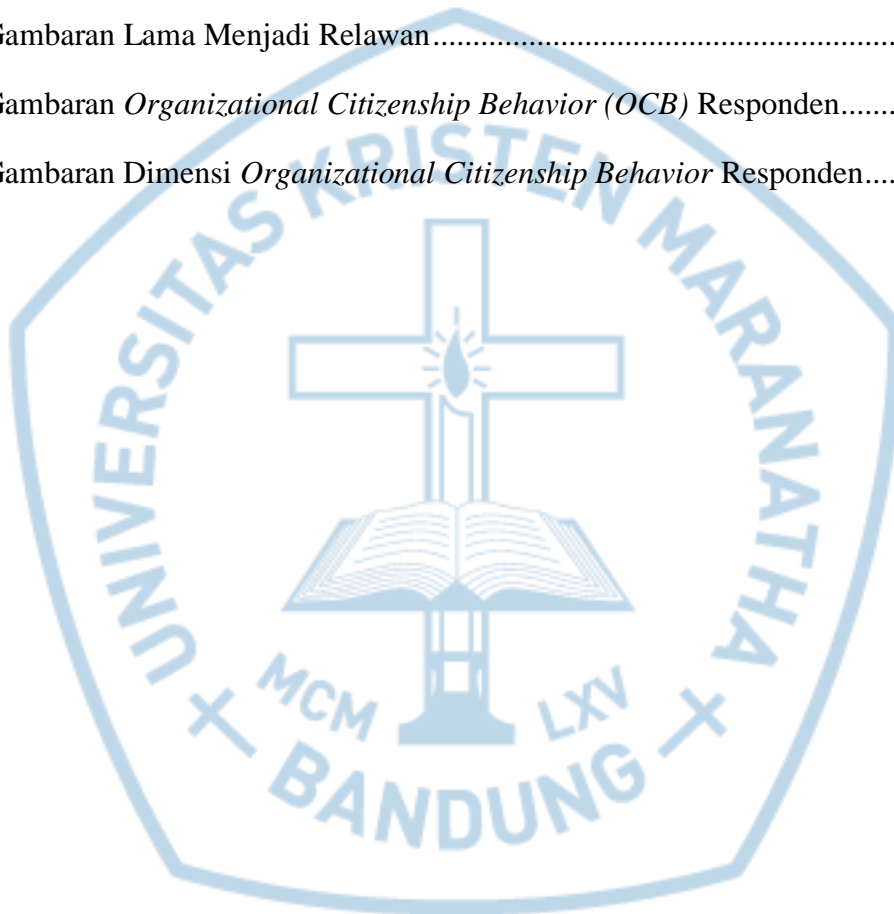 Gambaran Lama Menjadi Relawan..........................................................
Gambaran Organizational Citizenship Behavior (OCB) Responden.......
Gambaran Dimensi Organizational Citizenship Behavior Responden....
UNIVERSITAS KRISTEN MARANATHA
MCM LXV
BANDUNG